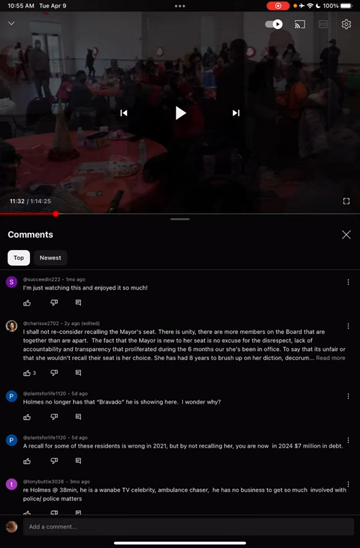 10:55 AM Tue Apr 9
100%
11:32 / 1:14:25
Comments
Top Newest
@succeedin222 • 1mo ago
I'm just watching this and enjoyed it so much!
@charisse2702 • 2y ago (edited)
I shall not re-consider recalling the Mayor's seat. There is unity, there are more members on the Board that are
together than are apart. The fact that the Mayor is new to her seat is no excuse for the disrespect, lack of
accountability and transparency that proliferated during the 6 months our she's been in office. To say that its unfair or
that she wouldn't recall their seat is her choice. She has had 8 years to brush up on her diction, decorum... Read more
3
@plantsforlife1120 • 5d ago
Holmes no longer has that "Bravado" he is showing here. I wonder why?
@plantsforlife1120 • 5d ago
A recall for some of these residents is wrong in 2021, but by not recalling her, you are now in 2024 $7 million in debt.
@tonybuttie3028 • 3mo ago
re Holmes @ 38min, he is a wanabe TV celebrity, ambulance chaser, he has no business to get so much involved with
police/ police matters
Add a comment...